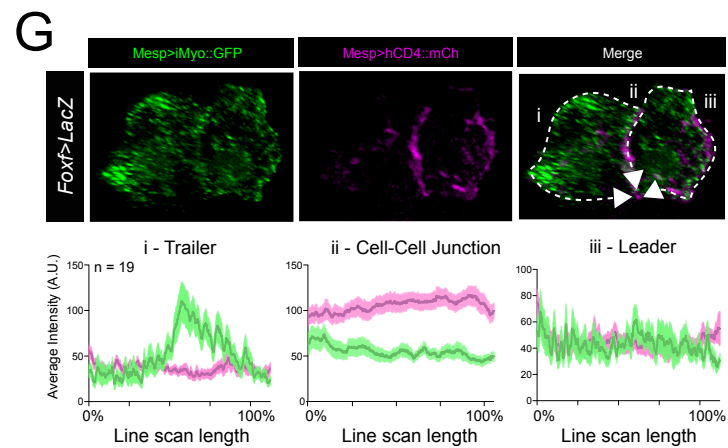 G
Mesp>iMyo::GFP
Mesp>hCD4::mCh
Merge
Foxf>LacZ
i
ii
iii
i - Trailer
ii - Cell-Cell Junction
iii - Leader
Average Intensity (A.U.)
n = 19
150
100
50
0
0%
100%
Line scan length
150
100
50
0
0%
100%
Line scan length
100
80
60
40
20
0
0%
100%
Line scan length